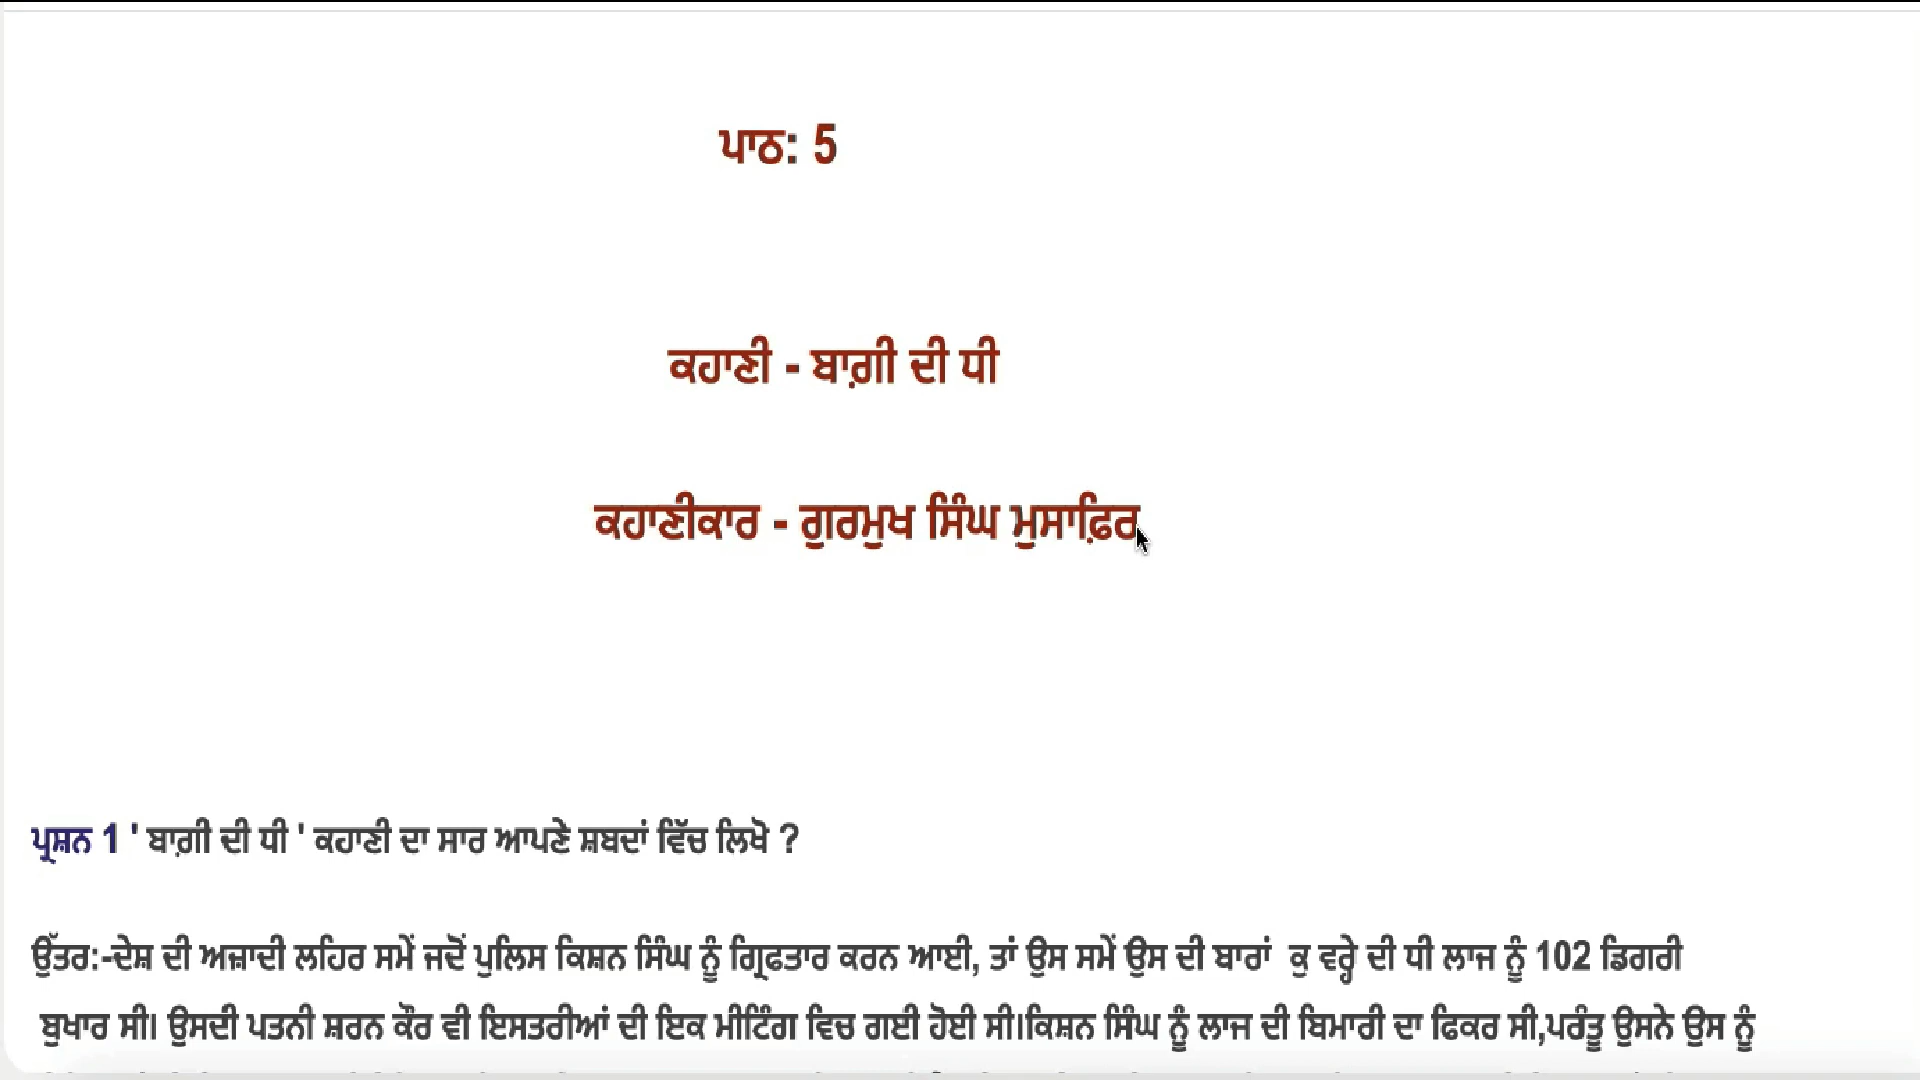 ਪਾਠ: 5
ਕਹਾਣੀ - ਬਾਗ਼ੀ ਦੀ ਧੀ
ਕਹਾਣੀਕਾਰ - ਗੁਰਮੁਖ ਸਿੰਘ ਮੁਸਾਫ਼ਿਰ
ਪ੍ਰਸ਼ਨ 1 ' ਬਾਗ਼ੀ ਦੀ ਧੀ ' ਕਹਾਣੀ ਦਾ ਸਾਰ ਆਪਣੇ ਸ਼ਬਦਾਂ ਵਿੱਚ ਲਿਖੋ ?
ਉੱਤਰ:-ਦੇਸ਼ ਦੀ ਅਜ਼ਾਦੀ ਲਹਿਰ ਸਮੇਂ ਜਦੋਂ ਪੁਲਿਸ ਕਿਸ਼ਨ ਸਿੰਘ ਨੂੰ ਗ੍ਰਿਫਤਾਰ ਕਰਨ ਆਈ, ਤਾਂ ਉਸ ਸਮੇਂ ਉਸ ਦੀ ਬਾਰਾਂ ਕੁ ਵਰ੍ਹੇ ਦੀ ਧੀ ਲਾਜ ਨੂੰ 102 ਡਿਗਰੀ
ਬੁਖਾਰ ਸੀ। ਉਸਦੀ ਪਤਨੀ ਸ਼ਰਨ ਕੌਰ ਵੀ ਇਸਤਰੀਆਂ ਦੀ ਇਕ ਮੀਟਿੰਗ ਵਿਚ ਗਈ ਹੋਈ ਸੀ।ਕਿਸ਼ਨ ਸਿੰਘ ਨੂੰ ਲਾਜ ਦੀ ਬਿਮਾਰੀ ਦਾ ਫਿਕਰ ਸੀ,ਪਰੰਤੂ ਉਸਨੇ ਉਸ ਨੂੰ